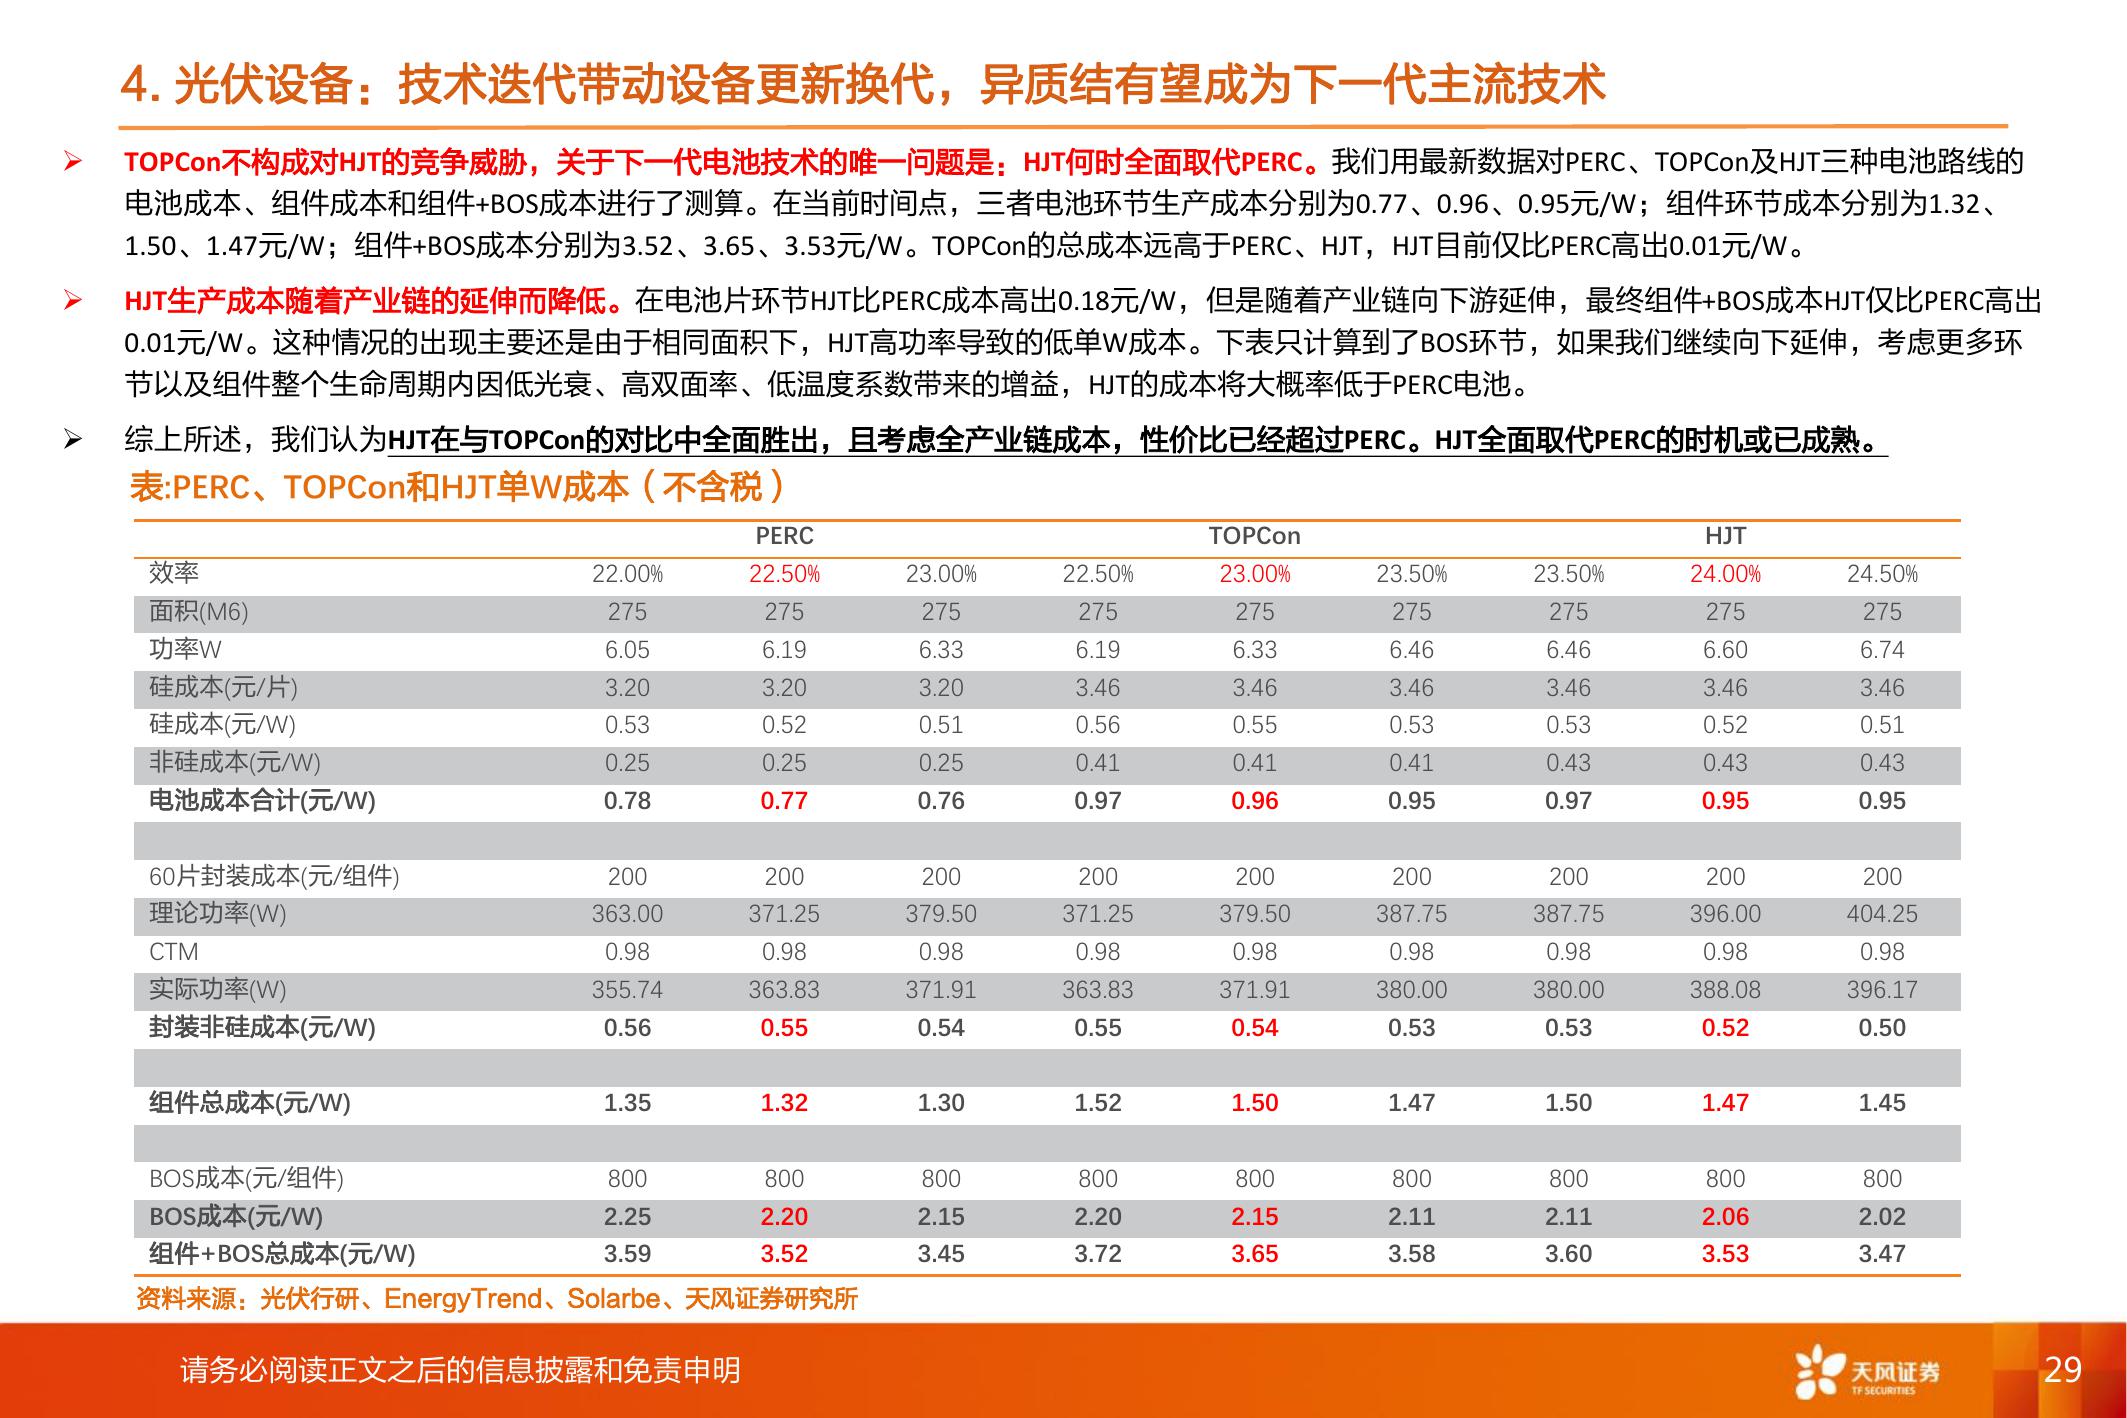 4. 光伏设备：技术迭代带动设备更新换代，异质结有望成为下一代主流技术
➢ TOPCon不构成对HJT的竞争威胁，关于下一代电池技术的唯一问题是：HJT何时全面取代PERC。我们用最新数据对PERC、TOPCon及HJT三种电池路线的
电池成本、组件成本和组件+BOS成本进行了测算。在当前时间点，三者电池环节生产成本分别为0.77、0.96、0.95元/W；组件环节成本分别为1.32、
1.50、1.47元/W；组件+BOS成本分别为3.52、3.65、3.53元/W。TOPCon的总成本远高于PERC、HJT，HJT目前仅比PERC高出0.01元/W。
➢ HJT生产成本随着产业链的延伸而降低。在电池片环节HJT比PERC成本高出0.18元/W，但是随着产业链向下游延伸，最终组件+BOS成本HJT仅比PERC高出
0.01元/W。这种情况的出现主要还是由于相同面积下，HJT高功率导致的低单W成本。下表只计算到了BOS环节，如果我们继续向下延伸，考虑更多环
节以及组件整个生命周期内因低光衰、高双面率、低温度系数带来的增益，HJT的成本将大概率低于PERC电池。
➢ 综上所述，我们认为HJT在与TOPCon的对比中全面胜出，且考虑全产业链成本，性价比已经超过PERC。HJT全面取代PERC的时机或已成熟。
表:PERC、TOPCon和HJT单W成本（不含税）
PERC TOPCon HJT
效率 22.00% 22.50% 23.00% 22.50% 23.00% 23.50% 23.50% 24.00% 24.50%
面积(M6) 275 275 275 275 275 275 275 275 275
功率W 6.05 6.19 6.33 6.19 6.33 6.46 6.46 6.60 6.74
硅成本(元/片) 3.20 3.20 3.20 3.46 3.46 3.46 3.46 3.46 3.46
硅成本(元/W) 0.53 0.52 0.51 0.56 0.55 0.53 0.53 0.52 0.51
非硅成本(元/W) 0.25 0.25 0.25 0.41 0.41 0.41 0.43 0.43 0.43
电池成本合计(元/W) 0.78 0.77 0.76 0.97 0.96 0.95 0.97 0.95 0.95
60片封装成本(元/组件) 200 200 200 200 200 200 200 200 200
理论功率(W) 363.00 371.25 379.50 371.25 379.50 387.75 387.75 396.00 404.25
CTM 0.98 0.98 0.98 0.98 0.98 0.98 0.98 0.98 0.98
实际功率(W) 355.74 363.83 371.91 363.83 371.91 380.00 380.00 388.08 396.17
封装非硅成本(元/W) 0.56 0.55 0.54 0.55 0.54 0.53 0.53 0.52 0.50
组件总成本(元/W) 1.35 1.32 1.30 1.52 1.50 1.47 1.50 1.47 1.45
BOS成本(元/组件) 800 800 800 800 800 800 800 800 800
BOS成本(元/W) 2.25 2.20 2.15 2.20 2.15 2.11 2.11 2.06 2.02
组件+BOS总成本(元/W) 3.59 3.52 3.45 3.72 3.65 3.58 3.60 3.53 3.47
资料来源：光伏行研、EnergyTrend、Solarbe、天风证券研究所
请务必阅读正文之后的信息披露和免责申明
天风证券
TF SECURITIES
29